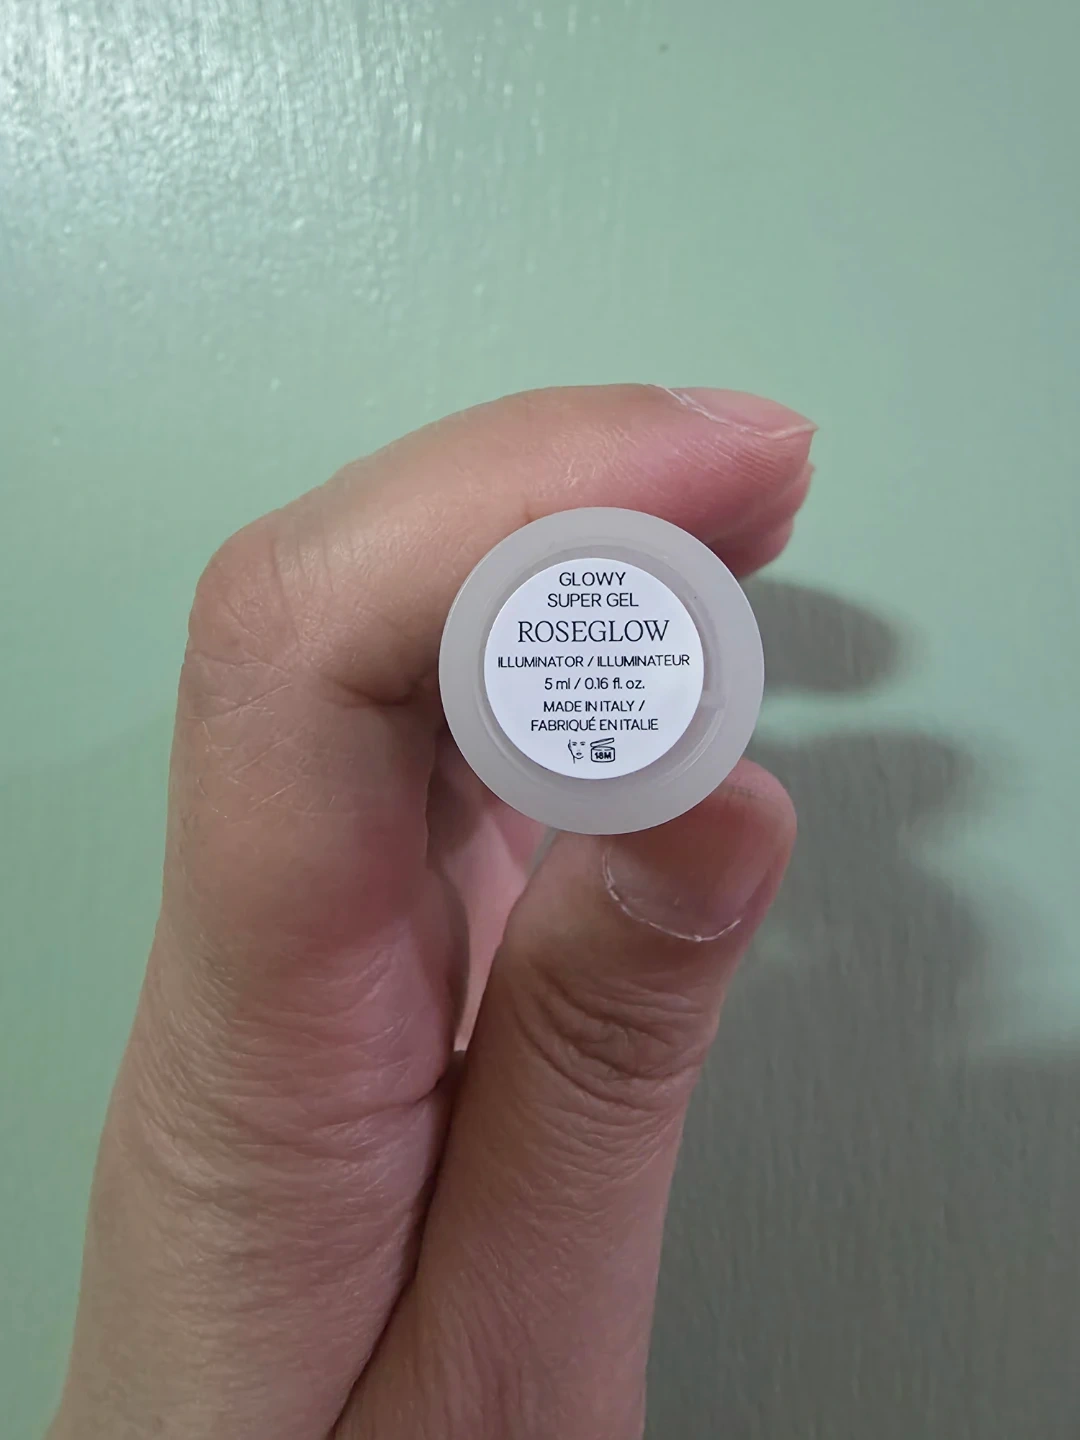 GLOWY
SUPER GEL
ROSEGLOW
ILLUMINATOR / ILLUMINATEUR
5 ml / 0.16 fl. oz.
MADE IN ITALY /
FABRIQUÉ EN ITALIE
18M